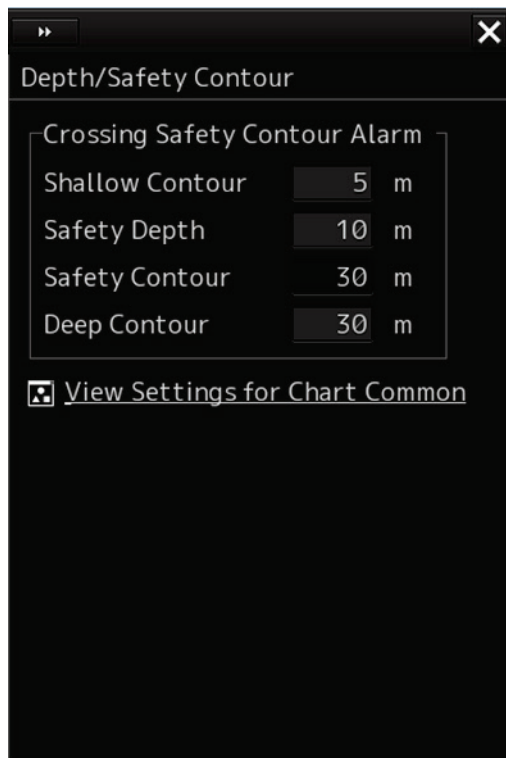 Depth/Safety Contour
Crossing Safety Contour Alarm
Shallow Contour 5 m
Safety Depth 10 m
Safety Contour 30 m
Deep Contour 30 m
View Settings for Chart Common